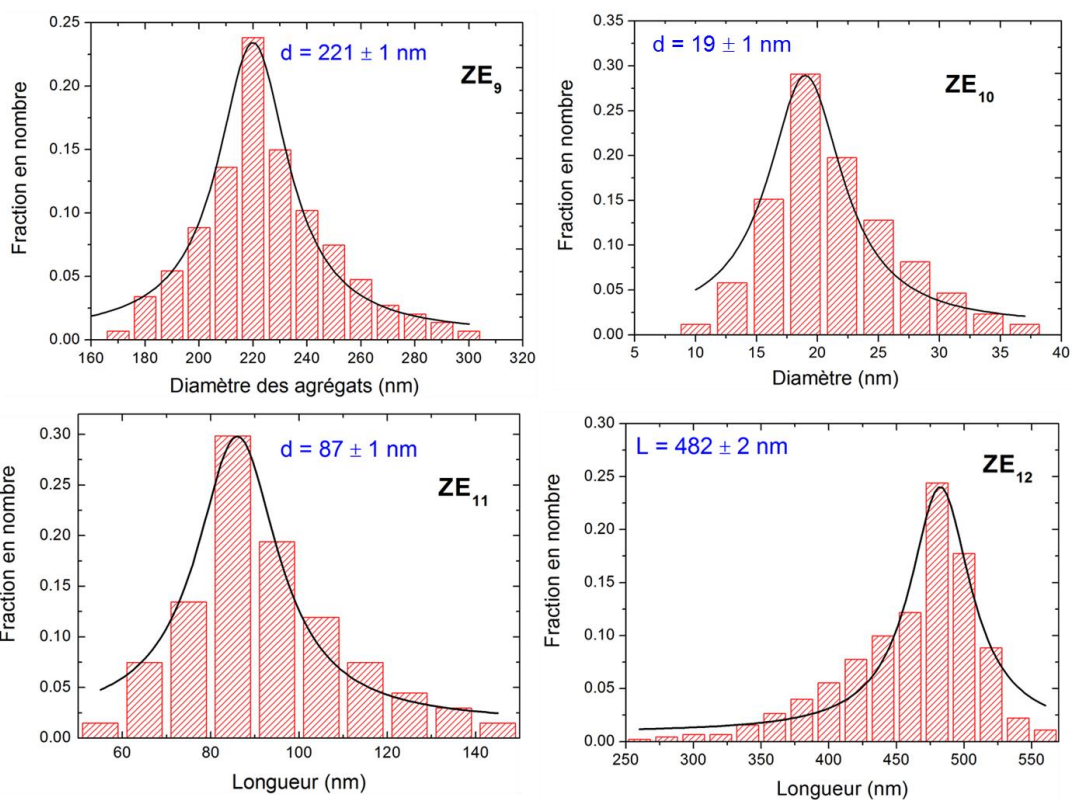 d = 221 ± 1 nm
ZE9
Fraction en nombre
0.25
0.20
0.15
0.10
0.05
0.00
160 180 200 220 240 260 280 300 320
Diamètre des agrégats (nm)
d = 19 ± 1 nm
ZE10
Fraction en nombre
0.35
0.30
0.25
0.20
0.15
0.10
0.05
0.00
5 10 15 20 25 30 35 40
Diamètre (nm)
d = 87 ± 1 nm
ZE11
Fraction en nombre
0.30
0.25
0.20
0.15
0.10
0.05
0.00
60 80 100 120 140
Longueur (nm)
L = 482 ± 2 nm
ZE12
Fraction en nombre
0.30
0.25
0.20
0.15
0.10
0.05
0.00
250 300 350 400 450 500 550
Longueur (nm)